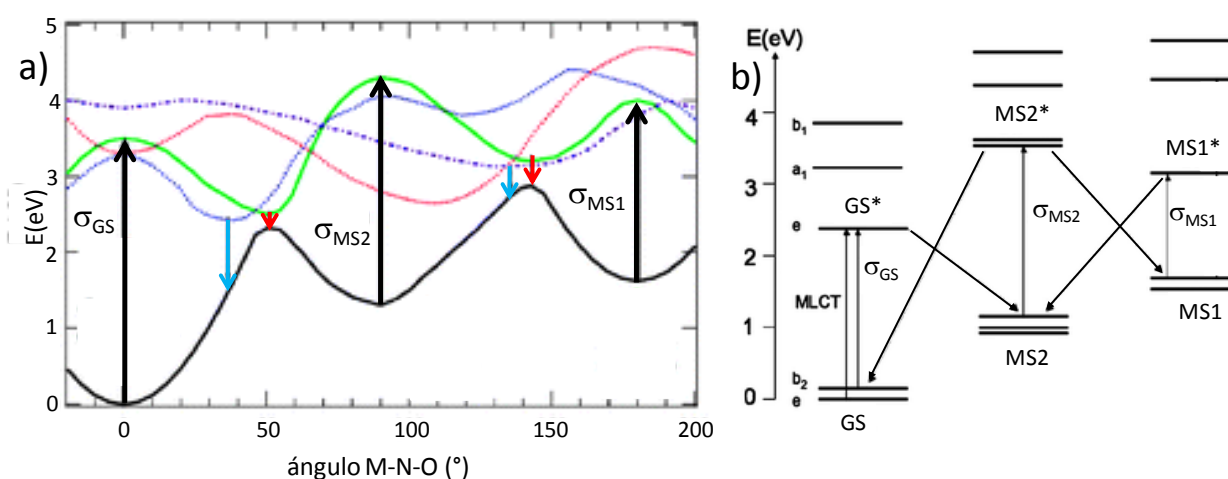 a)
E(eV)
5
4
3
2
1
0
σGS
σMS2
σMS1
0
50
100
150
200
ángulo M-N-O (°)
b)
E(eV)
4
3
2
1
0
b1
a1
e
b2
e
GS*
MS2*
MS1*
σGS
σMS2
σMS1
MLCT
GS
MS2
MS1